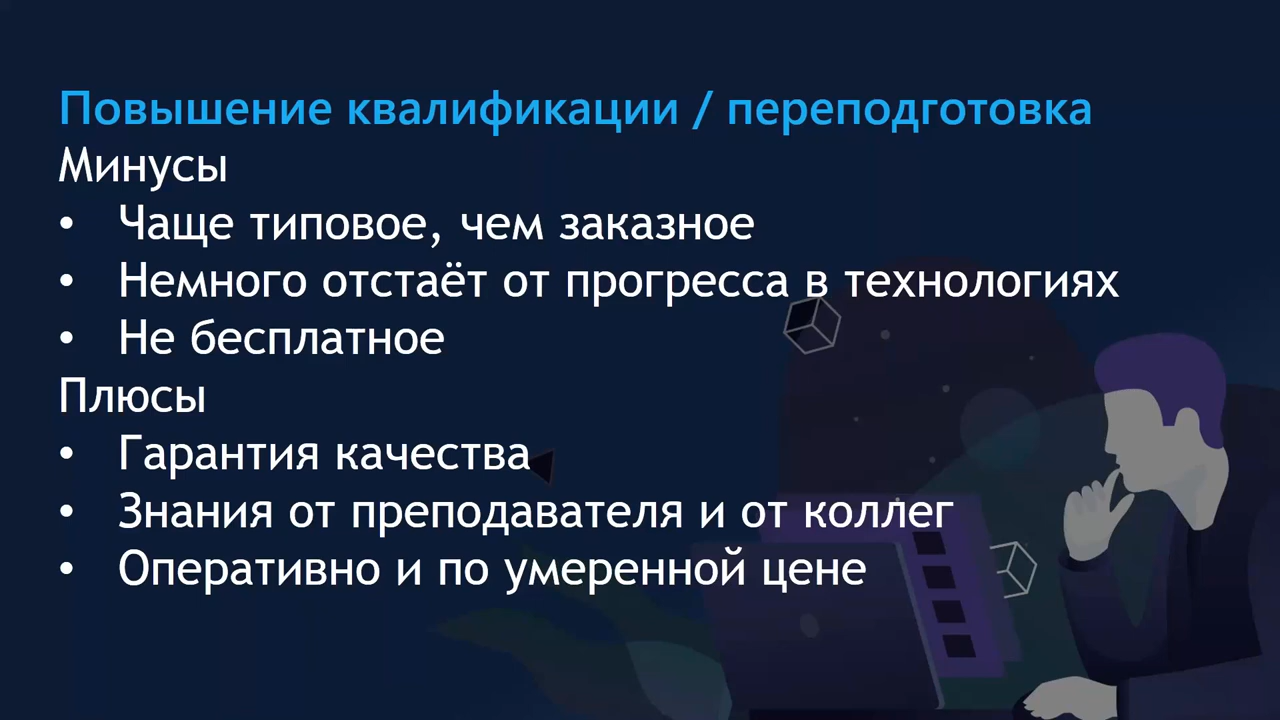 Повышение квалификации / переподготовка
Минусы
• Чаще типовое, чем заказное
• Немного отстаёт от прогресса в технологиях
• Не бесплатное
Плюсы
• Гарантия качества
• Знания от преподавателя и от коллег
• Оперативно и по умеренной цене